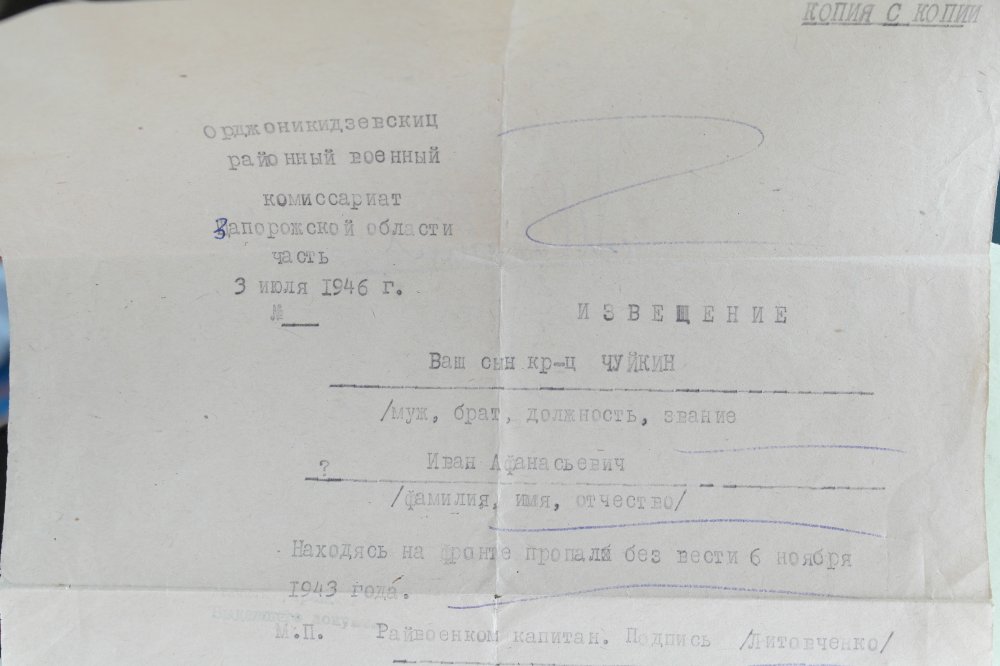 КОПИЯ С КОПИИ
Орджоникидзевскиц
районный военный
комиссариат
Запорожской области
часть
3 июля 1946 г.
№
ИЗВЕЩЕНИЕ
Ваш сын кр-ц ЧУЙКИН
/муж, брат, должность, звание
? Иван Афанасьевич
/фамилия, имя, отчество/
Находясь на фронте пропали без вести 6 ноября
1943 года.
М.П. Райвоенком капитан. Подпись /Литовченко/